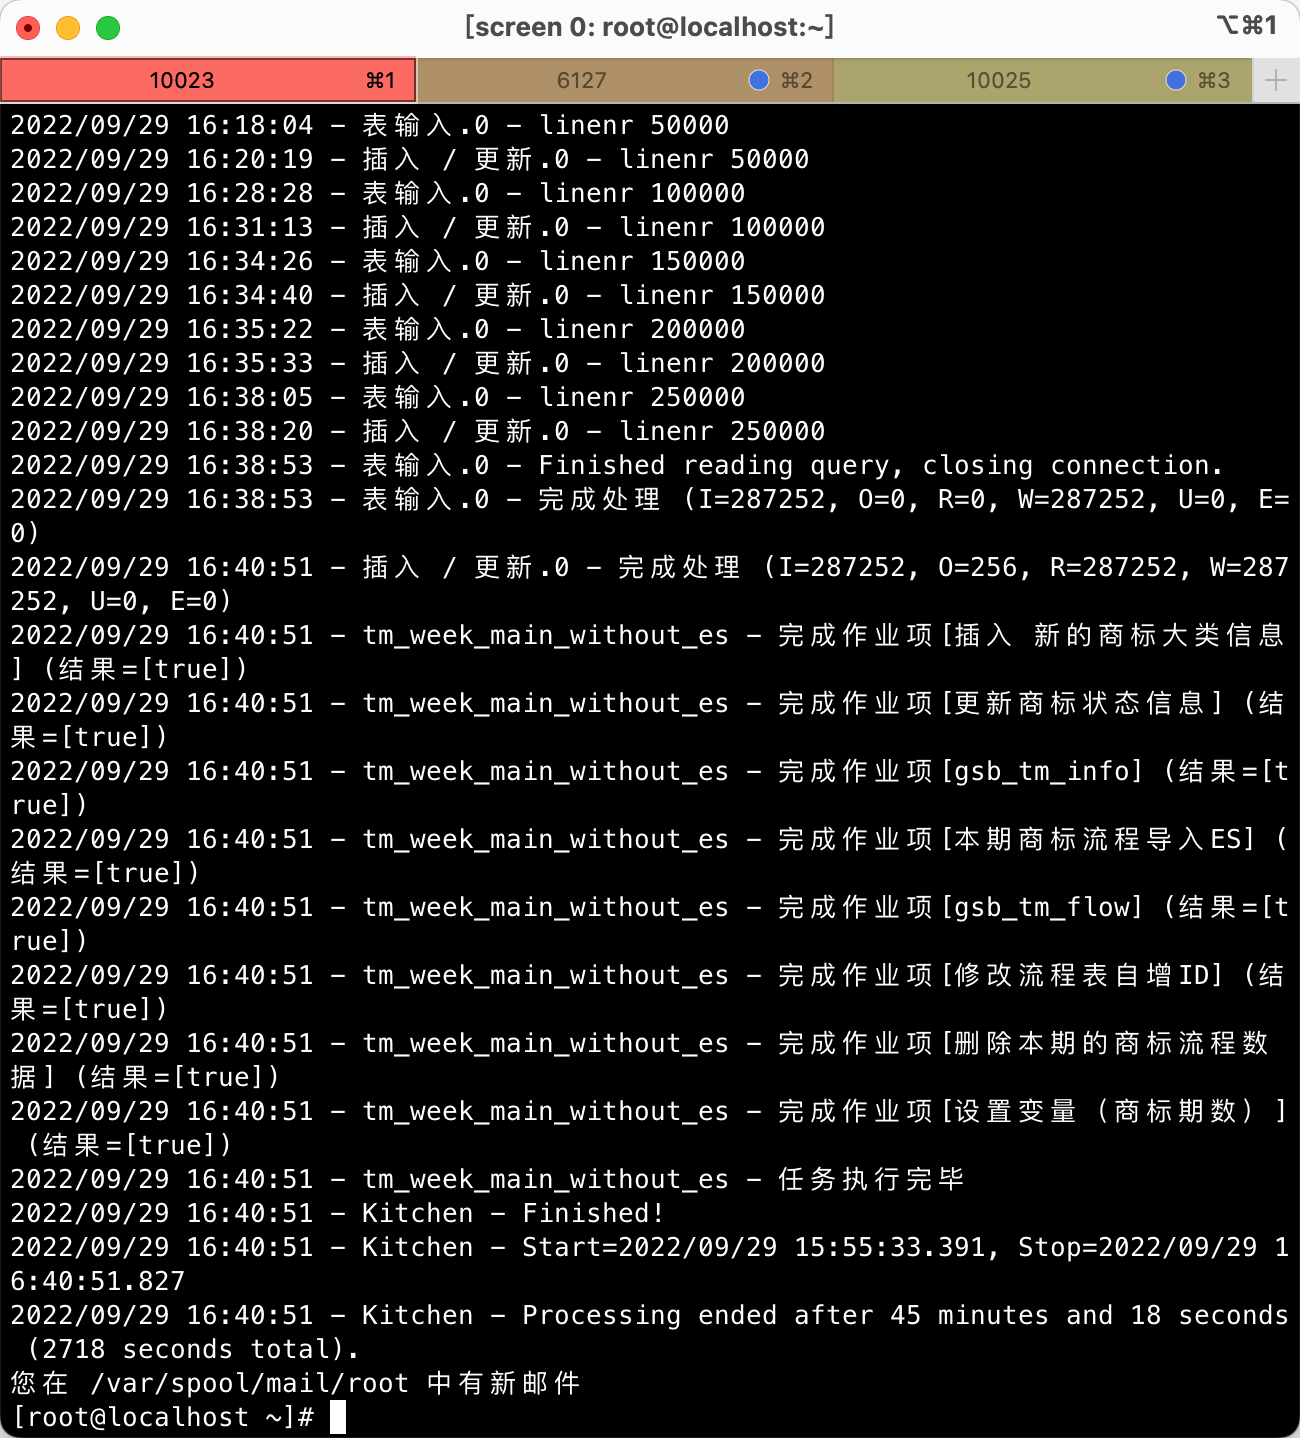 [screen 0: root@localhost:~]
⌥⌘1
10023 ⌘1 6127 ⌘2 10025 ⌘3
2022/09/29 16:18:04 - 表输入.0 - linenr 50000
2022/09/29 16:20:19 - 插入 / 更新.0 - linenr 50000
2022/09/29 16:28:28 - 表输入.0 - linenr 100000
2022/09/29 16:31:13 - 插入 / 更新.0 - linenr 100000
2022/09/29 16:34:26 - 表输入.0 - linenr 150000
2022/09/29 16:34:40 - 插入 / 更新.0 - linenr 150000
2022/09/29 16:35:22 - 表输入.0 - linenr 200000
2022/09/29 16:35:33 - 插入 / 更新.0 - linenr 200000
2022/09/29 16:38:05 - 表输入.0 - linenr 250000
2022/09/29 16:38:20 - 插入 / 更新.0 - linenr 250000
2022/09/29 16:38:53 - 表输入.0 - Finished reading query, closing connection.
2022/09/29 16:38:53 - 表输入.0 - 完成处理 (I=287252, O=0, R=0, W=287252, U=0, E=
0)
2022/09/29 16:40:51 - 插入 / 更新.0 - 完成处理 (I=287252, O=256, R=287252, W=287
252, U=0, E=0)
2022/09/29 16:40:51 - tm_week_main_without_es - 完成作业项[插入 新的商标大类信息
] (结果=[true])
2022/09/29 16:40:51 - tm_week_main_without_es - 完成作业项[更新商标状态信息] (结
果=[true])
2022/09/29 16:40:51 - tm_week_main_without_es - 完成作业项[gsb_tm_info] (结果=[t
rue])
2022/09/29 16:40:51 - tm_week_main_without_es - 完成作业项[本期商标流程导入ES] (
结果=[true])
2022/09/29 16:40:51 - tm_week_main_without_es - 完成作业项[gsb_tm_flow] (结果=[t
rue])
2022/09/29 16:40:51 - tm_week_main_without_es - 完成作业项[修改流程表自增ID] (结
果=[true])
2022/09/29 16:40:51 - tm_week_main_without_es - 完成作业项[删除本期的商标流程数
据] (结果=[true])
2022/09/29 16:40:51 - tm_week_main_without_es - 完成作业项[设置变量（商标期数）]
 (结果=[true])
2022/09/29 16:40:51 - tm_week_main_without_es - 任务执行完毕
2022/09/29 16:40:51 - Kitchen - Finished!
2022/09/29 16:40:51 - Kitchen - Start=2022/09/29 15:55:33.391, Stop=2022/09/29 1
6:40:51.827
2022/09/29 16:40:51 - Kitchen - Processing ended after 45 minutes and 18 seconds
 (2718 seconds total).
您在 /var/spool/mail/root 中有新邮件
[root@localhost ~]#